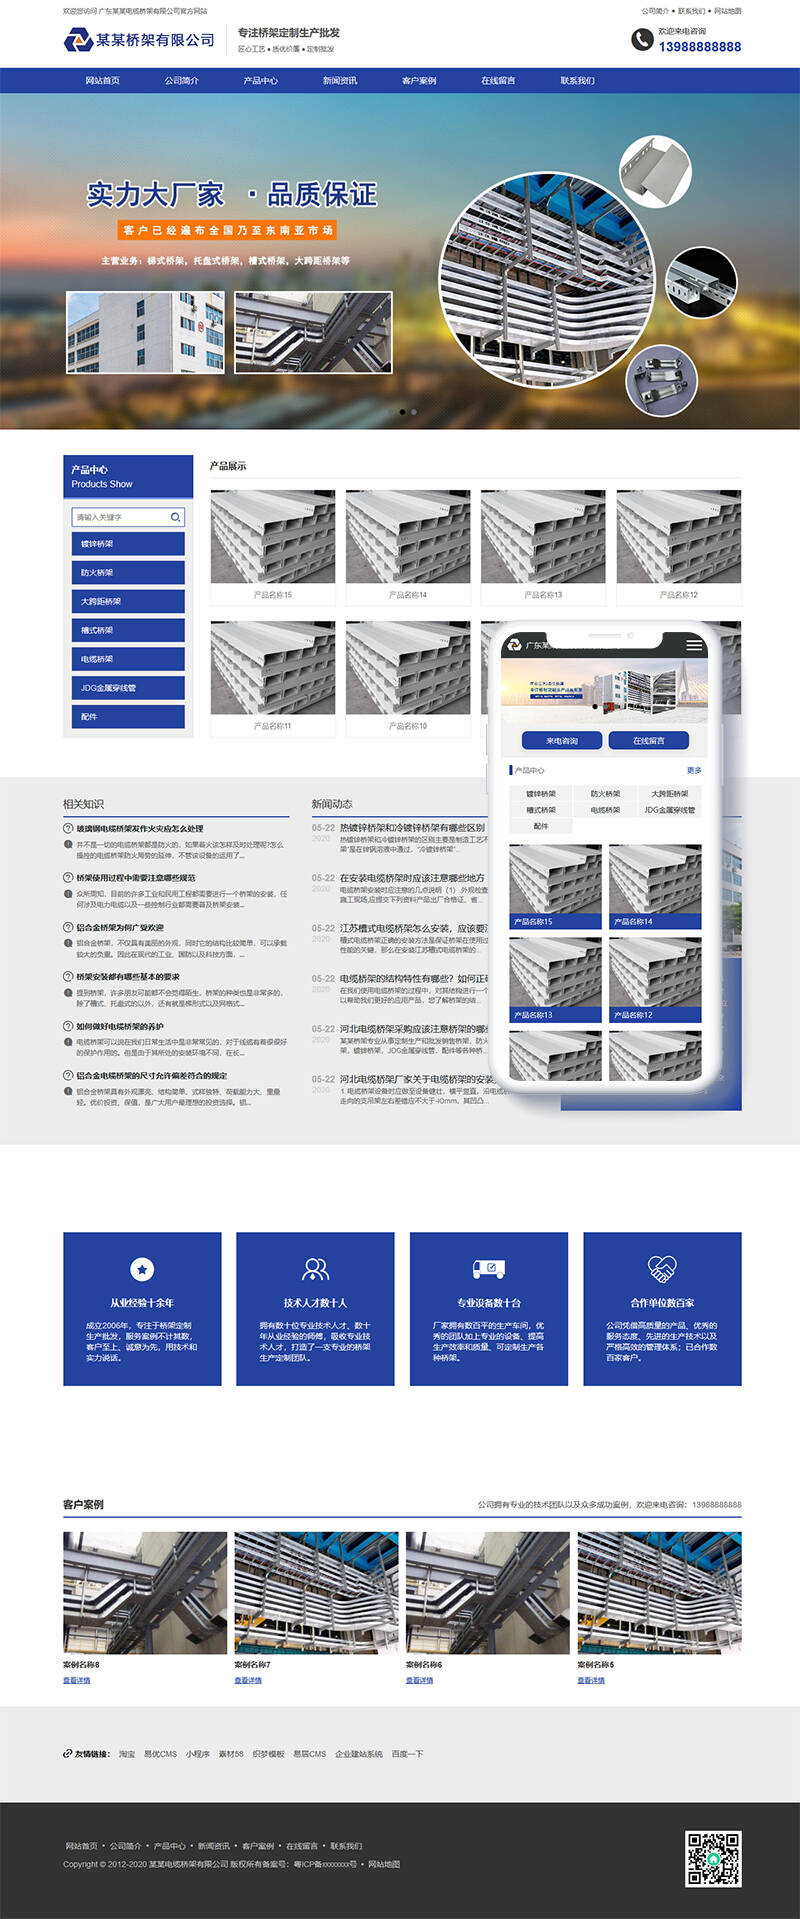 欢迎您访问 广东某某电缆桥架有限公司官方网站
公司简介 • 联系我们 • 网站地图
某某桥架有限公司
专注桥架定制生产批发
匠心工艺 • 质优价廉 • 定制批发
欢迎来电咨询
13988888888
网站首页 公司简介 产品中心 新闻资讯 客户案例 在线留言 联系我们
实力大厂家 ·品质保证
客户已经遍布全国乃至东南亚市场
主营业务：梯式桥架，托盘式桥架，槽式桥架，大跨距桥架等
产品中心
Products Show
请输入关键字
镀锌桥架
防火桥架
大跨距桥架
槽式桥架
电缆桥架
JDG金属穿线管
配件
产品展示
产品名称15 产品名称14 产品名称13 产品名称12
产品名称11 产品名称10
广东某
来电咨询 在线留言
产品中心 更多
镀锌桥架 防火桥架 大跨距桥架
槽式桥架 电缆桥架 JDG金属穿线管
配件
产品名称15 产品名称14
产品名称13 产品名称12
相关知识
玻璃钢电缆桥架发作火灾应怎么处理
并不是一切的电缆桥架都是防火的，如果着火该怎样及时处理呢?怎么
操控的电缆桥架防火局势的延伸，不管该设备的运用了...
桥架使用过程中需要注意哪些规范
众所周知，目前的许多工业和民用工程都需要进行一个桥架的安装，任
何涉及电力电缆以及一些控制行业都需要普及桥架安装...
铝合金桥架为何广受欢迎
铝合金桥架，不仅具有美丽的外观，同时它的结构比较简单，可以承载
较大的负重。因此在现代的工业，国防以及科技方面，...
桥架安装都有哪些基本的要求
提到桥架，许多朋友可能都不会觉得陌生，桥架的种类也是非常多的，
除了槽式、托盘式的以外，还有就是梯形式以及网格式...
如何做好电缆桥架的养护
电缆桥架可以说在我们日常生活中是非常常见的，对于线缆有着很很好
的保护作用。但是由于其所处的安装环境不同，在长...
铝合金电缆桥架的尺寸允许偏差符合的规定
铝合金桥架具有外观漂亮、结构简单、式样独特、荷载能力大、重量
轻。优价投资，保值，是广大用户最理想的投资选择。铝...
新闻动态
05-22 热镀锌桥架和冷镀锌桥架有哪些区别
2020 热镀锌桥架和冷镀锌桥架的区别主要是制造工艺不
架“是在锌锅溶液中通过，“冷镀锌桥架”...
05-22 在安装电缆桥架时应该注意哪些地方
2020 电缆桥架安装时应注意的几点说明（1）外观检查
施工现场,应提交下列资料产品出厂合格证、省...
05-22 江苏槽式电缆桥架怎么安装，应该要注
2020 槽式电缆桥架正确的安装方法是保证桥架在使用过
性能的关键，那么在安装江苏槽式电缆桥架的...
05-22 电缆桥架的结构特性有哪些？如何正确
2020 在我们使用电缆桥架的过程中，对其结构进行一个
以帮助我们更好的应用产品，您了解桥架的结...
05-22 河北电缆桥架采购应该注意桥架的哪些
2020 某某桥架专业从事定制生产和批发销售桥架，防火
架，镀锌桥架，JDG金属穿线管，配件等各种桥...
05-22 河北电缆桥架厂家关于电缆桥架的安装
2020 1.电缆桥架设备时应做至设备健壮，横平竖直，沿电缆桥
走向的支吊架左右差错应不大于-lOmm，其凹凸...
从业经验十余年
成立2006年，专注于桥架定制
生产批发，服务案例不计其数，
客户至上、诚意为先，用技术和
实力说话。
技术人才数十人
拥有数十位专业技术人才、数十
年从业经验的师傅，吸收专业技
术人才，打造了一支专业的桥架
生产定制团队。
专业设备数十台
厂家拥有数百平的生产车间，优
秀的团队加上专业的设备、提高
生产效率和质量、可定制生产各
种桥架。
合作单位数百家
公司凭借高质量的产品、优秀的
服务态度、先进的生产技术以及
严格高效的管理体系；已合作数
百家客户。
客户案例
公司拥有专业的技术团队以及众多成功案例，欢迎来电咨询：13988888888
案例名称8 案例名称7 案例名称6 案例名称5
查看详情 查看详情 查看详情 查看详情
友情链接： 淘宝 易优CMS 小程序 素材58 织梦模板 易居CMS 企业建站系统 百度一下
网站首页 • 公司简介 • 产品中心 • 新闻资讯 • 客户案例 • 在线留言 • 联系我们
Copyright © 2012-2020 某某电缆桥架有限公司 版权所有备案号：粤ICP备xxxxxxxx号 • 网站地图